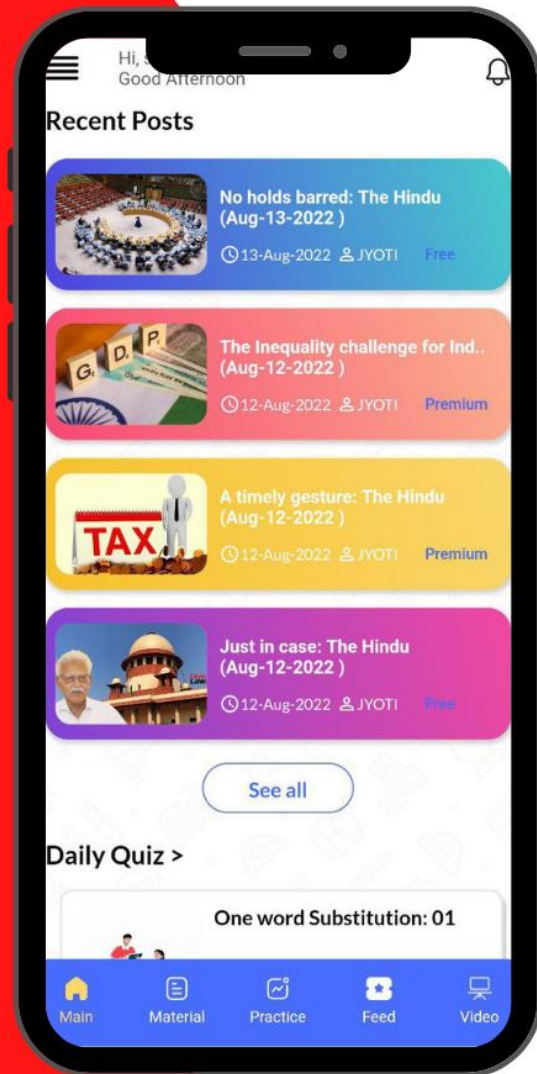 Hi, s
Good Afternoon
Recent Posts
No holds barred: The Hindu
(Aug-13-2022 )
13-Aug-2022 JYOTI Free
G D P
The Inequality challenge for Ind..
(Aug-12-2022 )
12-Aug-2022 JYOTI Premium
TAX
A timely gesture: The Hindu
(Aug-12-2022 )
12-Aug-2022 JYOTI Premium
Just in case: The Hindu
(Aug-12-2022 )
12-Aug-2022 JYOTI Free
See all
Daily Quiz >
One word Substitution: 01
Main Material Practice Feed Video